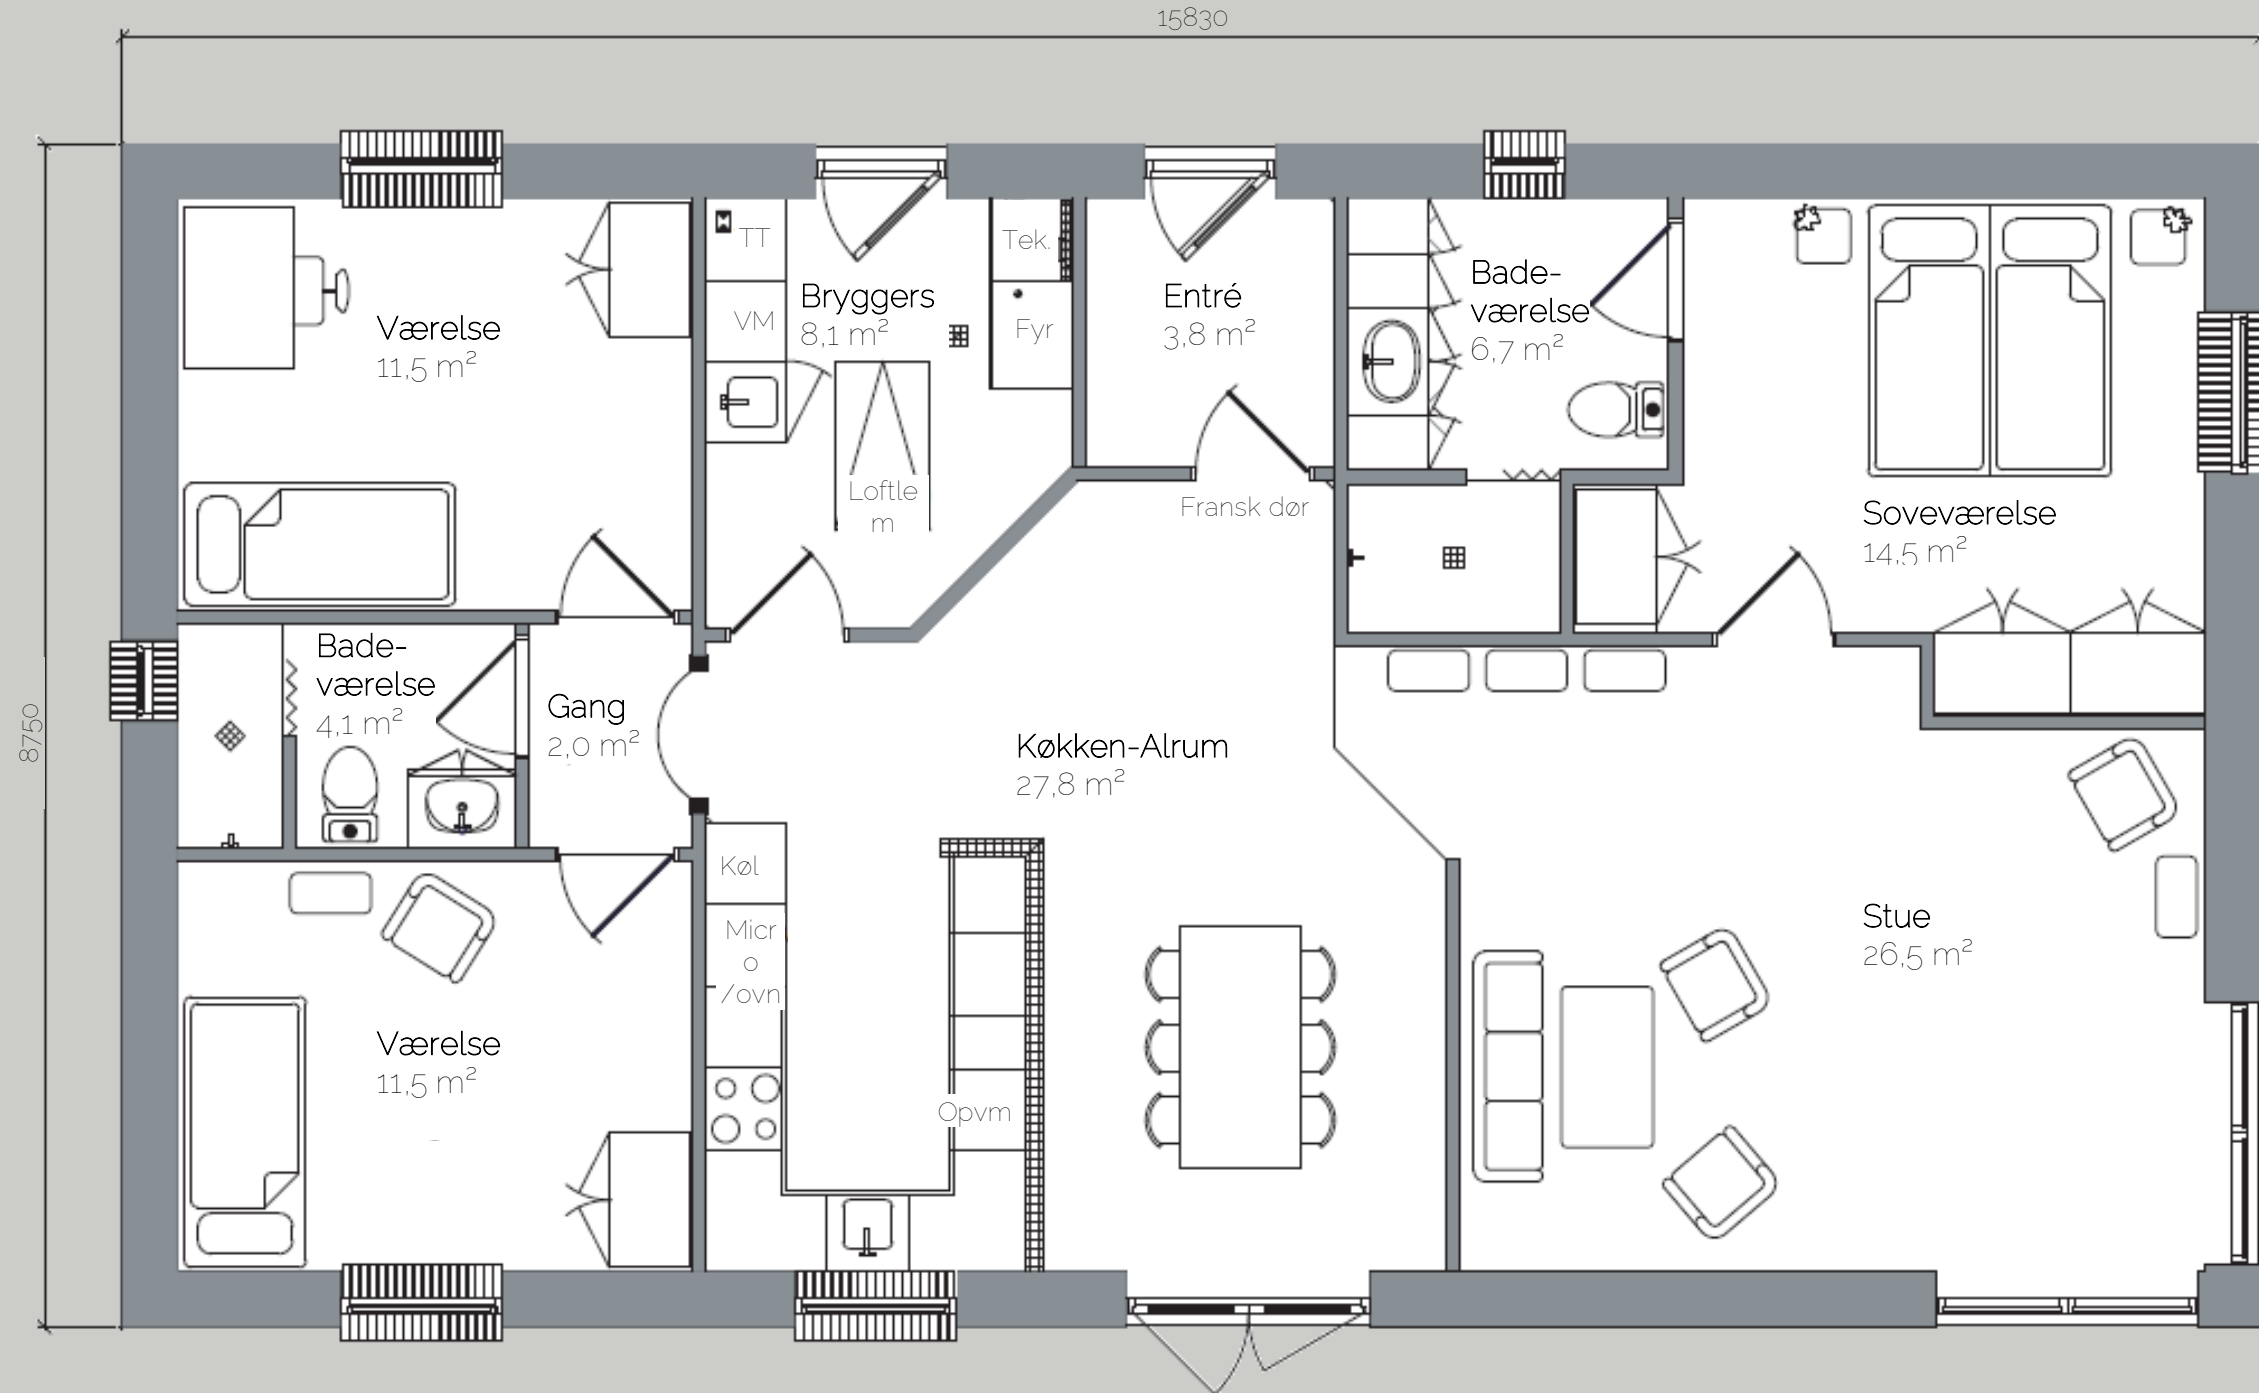 15830
8750
Værelse
11,5 m²
TT
VM
Bryggers
8,1 m²
Tek.
Fyr
Loftle
m
Entré
3,8 m²
Fransk dør
Bade-
værelse
6,7 m²
Soveværelse
14,5 m²
Bade-
værelse
4,1 m²
Gang
2,0 m²
Køkken-Alrum
27,8 m²
Køl
Micr
o
/ovn
Opvm
Værelse
11,5 m²
Stue
26,5 m²